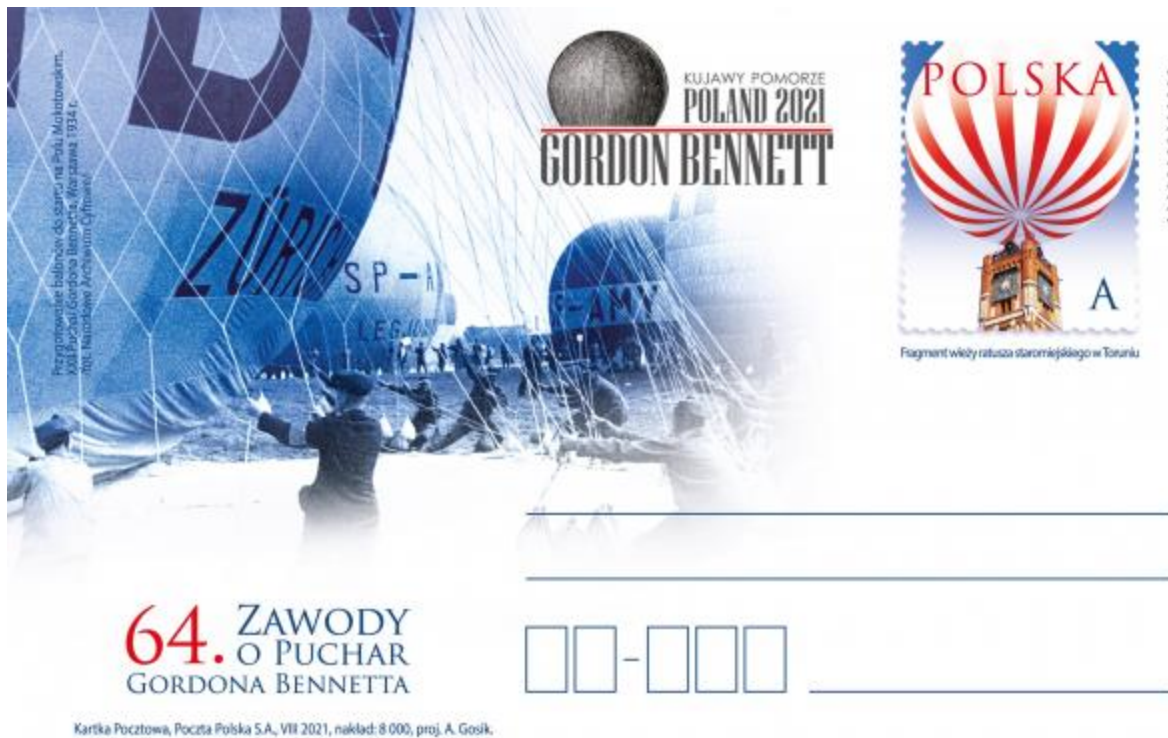 Przygotowanie balonów do startu na Polu Mokotowskim.
XXII Puchar Gordona Bennetta, Warszawa 1934 r.
fot. Narodowe Archiwum Cyfrowe
ZÜRICH
SP-A
LEGION
S-AMY
KUJAWY POMORZE
POLAND 2021
GORDON BENNETT
POLSKA
A
Fragment wieży ratusza staromiejskiego w Toruniu
64. ZAWODY
O PUCHAR
GORDONA BENNETTA
Kartka Pocztowa, Poczta Polska S.A., VIII 2021, nakład: 8 000, proj. A. Gosik.